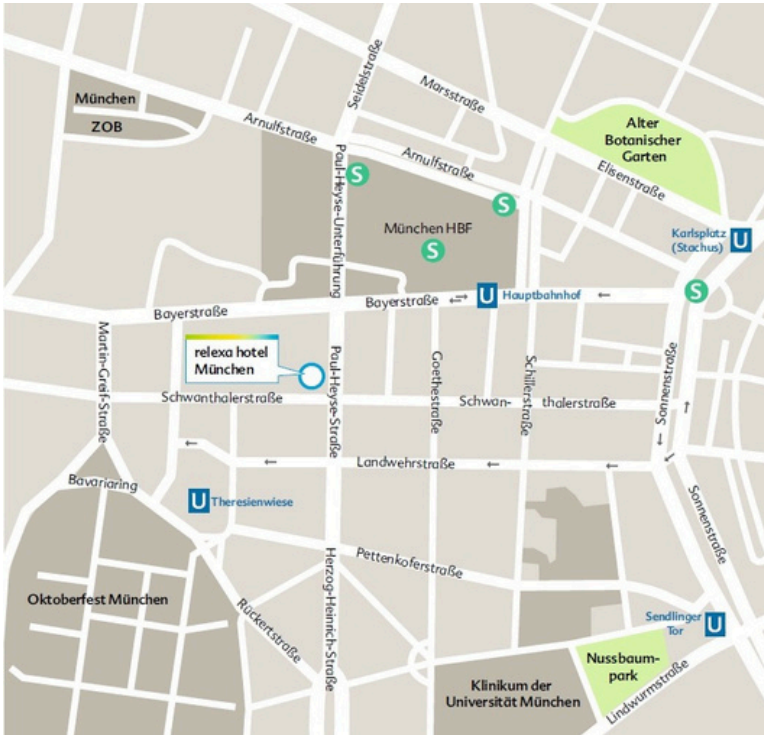 Seidelstraße
Marsstraße
München
ZOB
Arnulfstraße
Arnulfstraße
Alter
Botanischer
Garten
Elisenstraße
Paul-Heyse-Unterführung
S
S
München HBF
S
Karlsplatz
(Stachus)
U
S
Bayerstraße
Bayerstraße
U
Hauptbahnhof
Martin-Greif-Straße
relexa hotel
München
Paul-Heyse-Straße
Goethestraße
Schillerstraße
Sonnenstraße
Schwanthalerstraße
Schwan- thalerstraße
Landwehrstraße
Bavariaring
U
Theresienwiese
Sonnenstraße
Pettenkoferstraße
Herzog-Heinrich-Straße
Oktoberfest München
Rückertstraße
Sendlinger
Tor
U
Nussbaum-
park
Klinikum der
Universität München
Lindwurmstraße